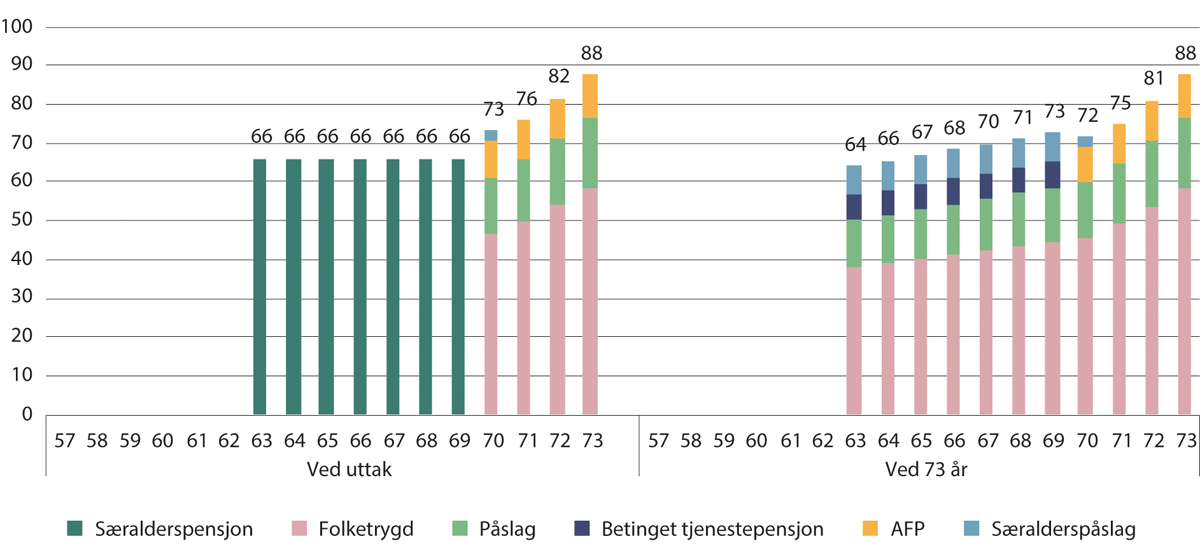 100
90
80
70
60
50
40
30
20
10
0
66 66 66 66 66 66 66 73 76 82 88
64 66 67 68 70 71 73 72 75 81 88
57 58 59 60 61 62 63 64 65 66 67 68 69 70 71 72 73
57 58 59 60 61 62 63 64 65 66 67 68 69 70 71 72 73
Ved uttak
Ved 73 år
Særalderspensjon Folketrygd Påslag Betinget tjenestepensjon AFP Særalderspåslag